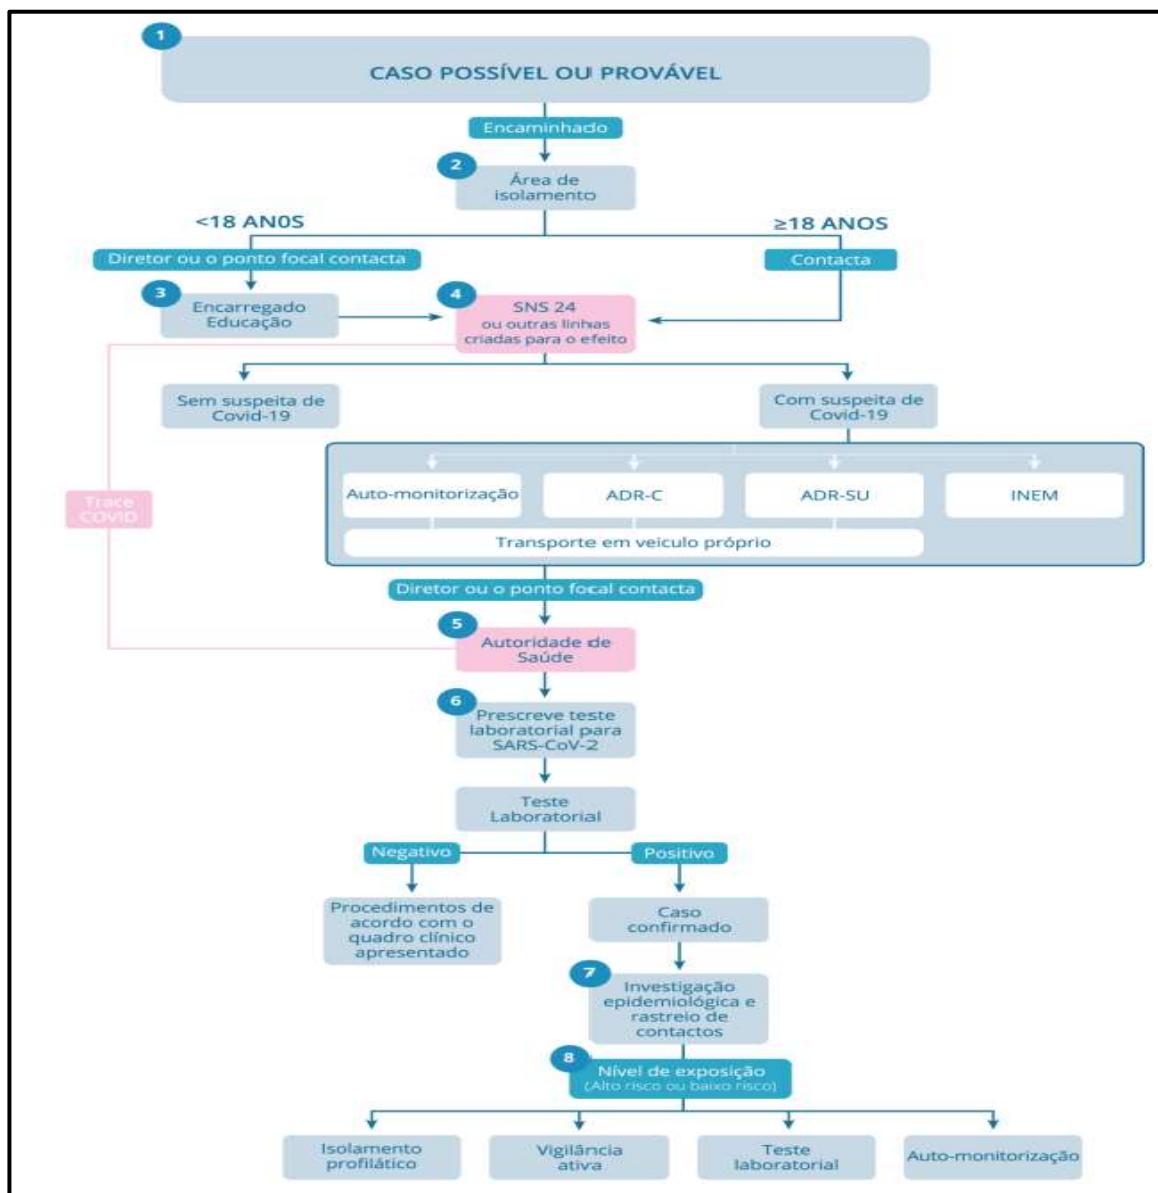 1
CASO POSSÍVEL OU PROVÁVEL
Encaminhado
2
Área de
isolamento
<18 AN0S
≥18 ANOS
Diretor ou o ponto focal contacta
Contacta
3
Encarregado
Educação
4
SNS 24
ou outras linhas
criadas para o efeito
Sem suspeita de
Covid-19
Com suspeita de
Covid-19
Trace
COVID
Auto-monitorização
ADR-C
ADR-SU
INEM
Transporte em veículo próprio
Diretor ou o ponto focal contacta
5
Autoridade de
Saúde
6
Prescreve teste
laboratorial para
SARS-CoV-2
Teste
Laboratorial
Negativo
Positivo
Procedimentos de
acordo com o
quadro clínico
apresentado
Caso
confirmado
7
Investigação
epidemiológica e
rastreio de
contactos
8
Nível de exposição
(Alto risco ou baixo risco)
Isolamento
profilático
Vigilância
ativa
Teste
laboratorial
Auto-monitorização